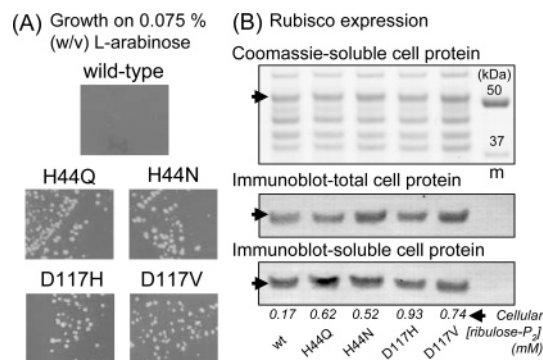 (A) Growth on 0.075 %
(w/v) L-arabinose
wild-type
H44Q
H44N
D117H
D117V
(B) Rubisco expression
Coomassie-soluble cell protein
(kDa)
50
37
m
Immunoblot-total cell protein
Immunoblot-soluble cell protein
0.17 0.62 0.52 0.93 0.74 Cellular
[ribulose-P2]
(mM)
wt H44Q H44N D117H D117V